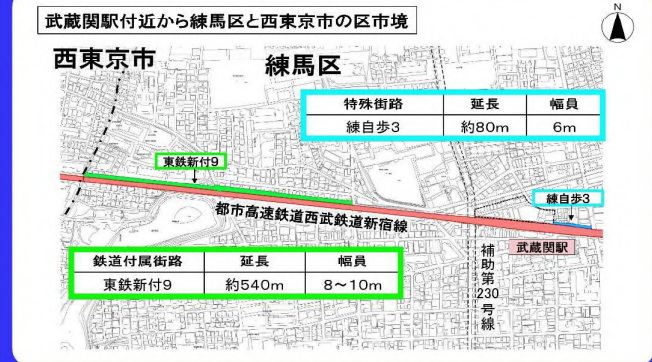 武蔵関駅付近から練馬区と西東京市の区市境
N
西東京市
練馬区
特殊街路 延長 幅員
練自歩3 約80m 6m
東鉄新付9
練自歩3
都市高速鉄道西武鉄道新宿線
武蔵関駅
鉄道付属街路 延長 幅員
東鉄新付9 約540m 8～10m
補助第230号線